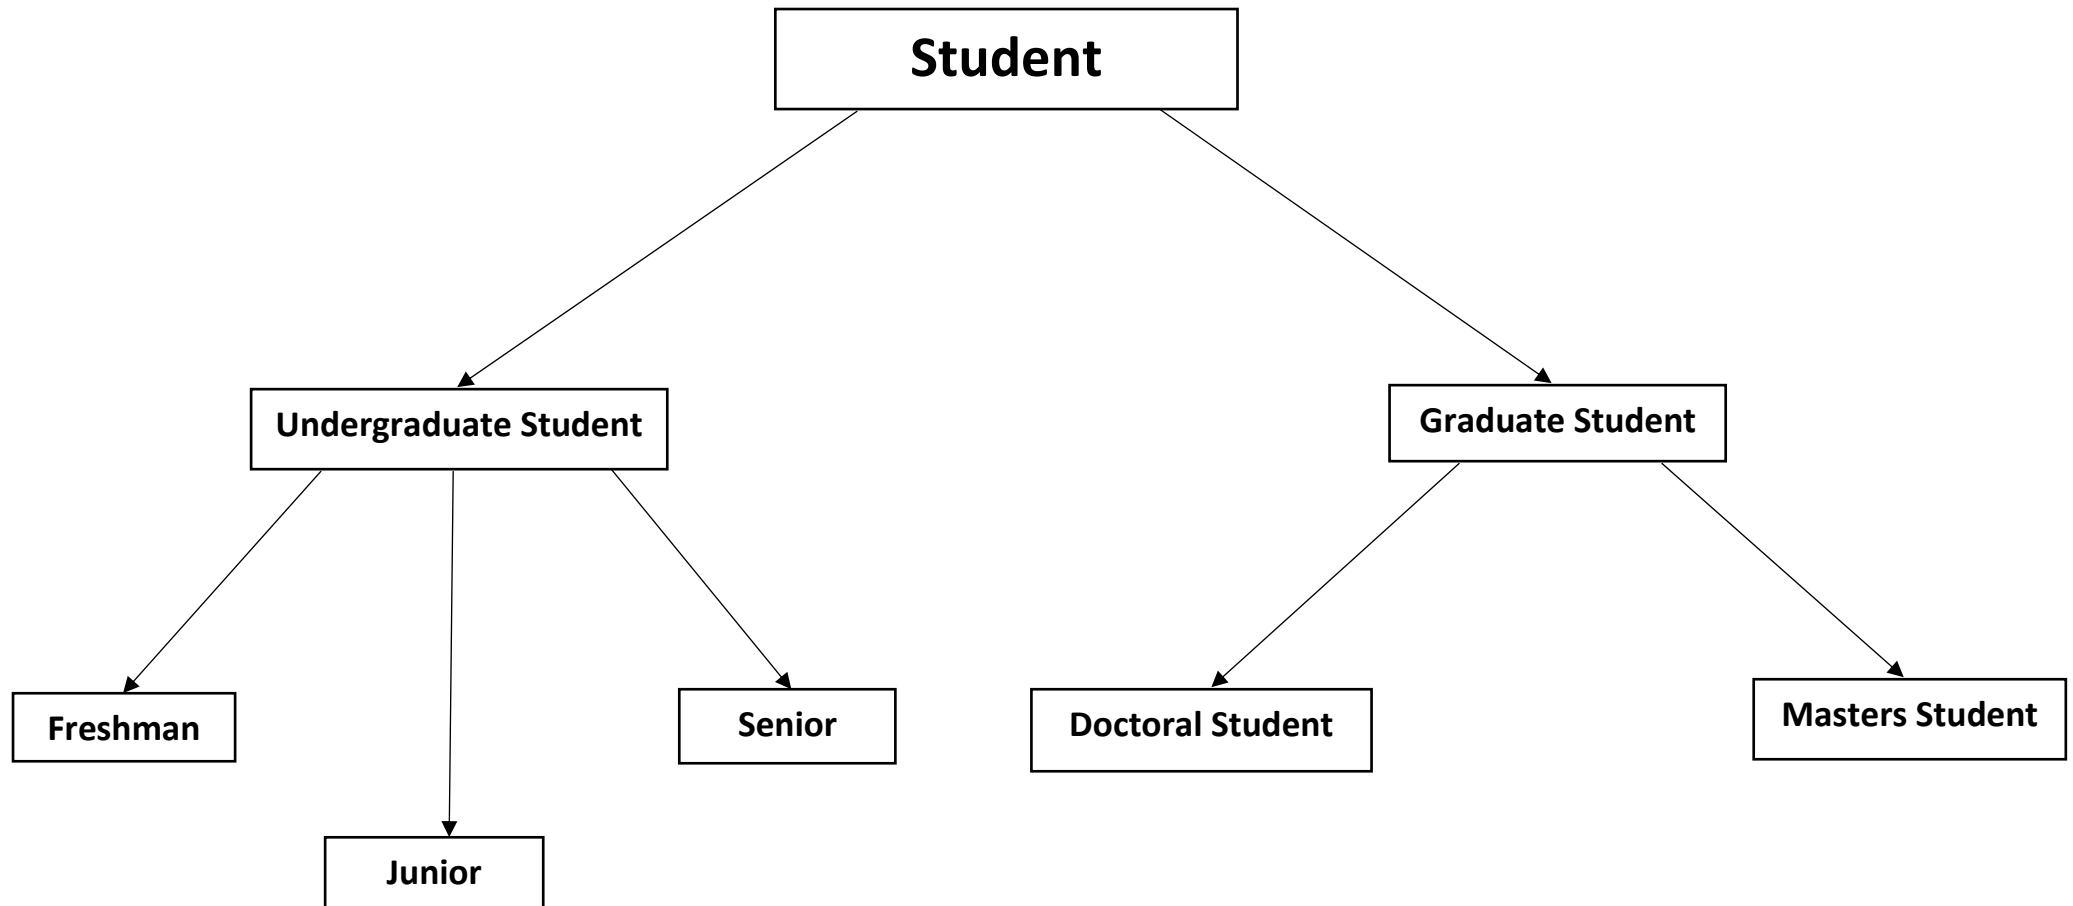 Student
Undergraduate Student
Graduate Student
Freshman
Senior
Doctoral Student
Masters Student
Junior